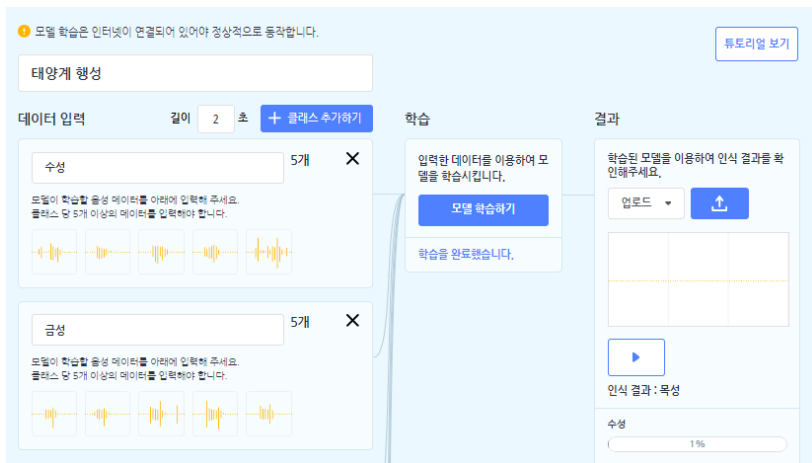 모델 학습은 인터넷이 연결되어 있어야 정상적으로 동작합니다.
튜토리얼 보기
태양계 행성
데이터 입력
길이 2 초
+ 클래스 추가하기
수성
5개
모델이 학습할 음성 데이터를 아래에 입력해 주세요.
클래스 당 5개 이상의 데이터를 입력해야 합니다.
금성
5개
모델이 학습할 음성 데이터를 아래에 입력해 주세요.
클래스 당 5개 이상의 데이터를 입력해야 합니다.
학습
입력한 데이터를 이용하여 모
델을 학습시킵니다.
모델 학습하기
학습을 완료했습니다.
결과
학습된 모델을 이용하여 인식 결과를 확
인해주세요.
업로드
인식 결과 : 목성
수성
1%